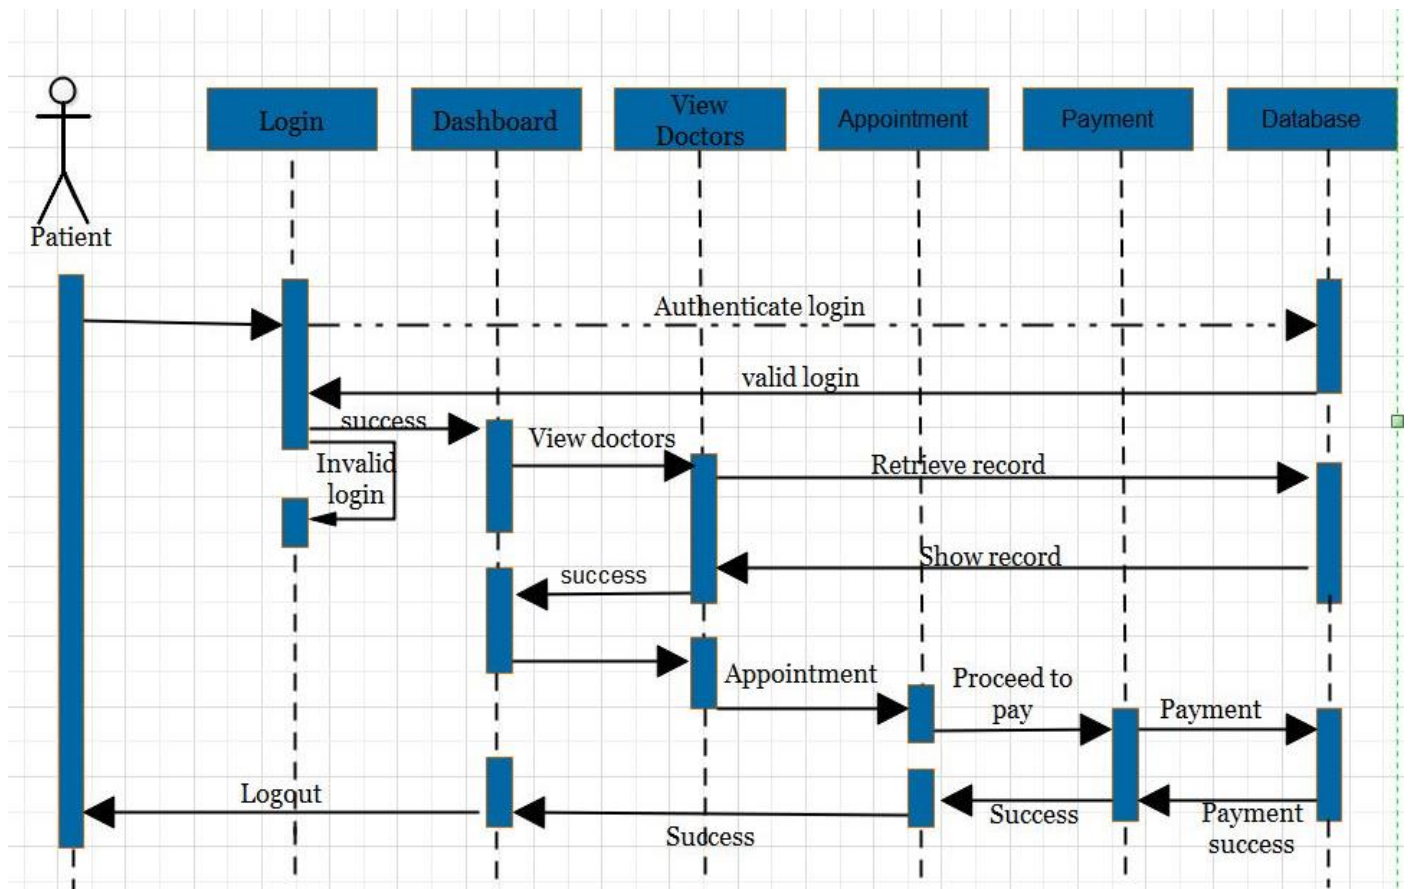 Login
Dashboard
View
Doctors
Appointment
Payment
Database
Patient
Authenticate login
valid login
success
View doctors
Invalid
login
Retrieve record
Show record
success
Appointment
Proceed to
pay
Payment
Logout
Success
Success
Payment
success